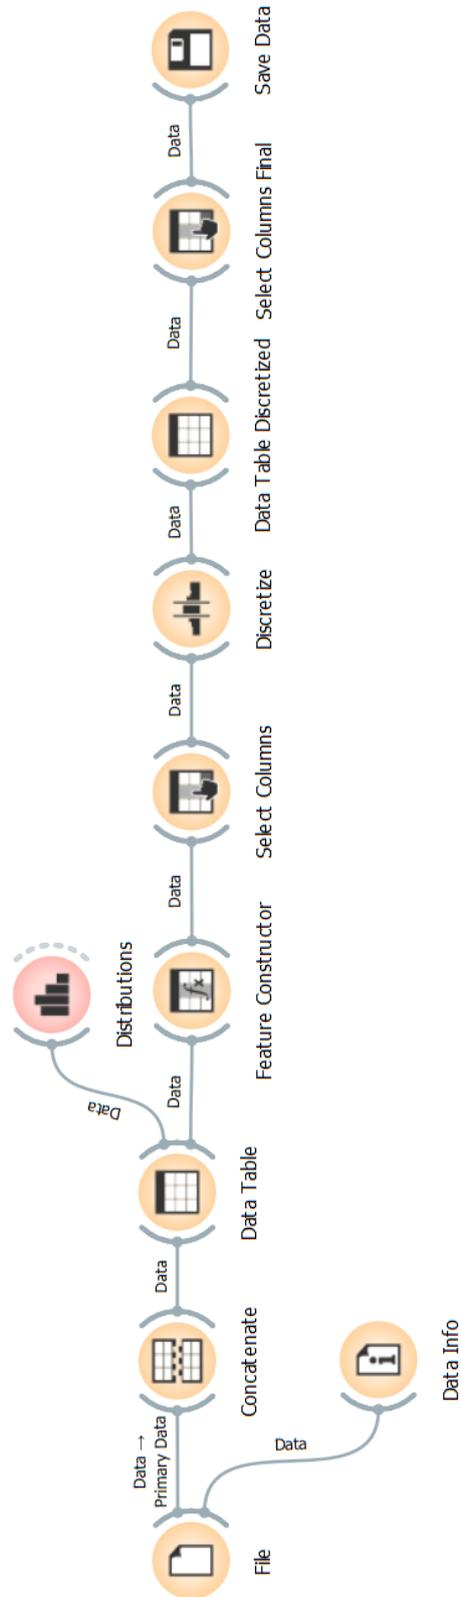 File
Data →
Primary Data
Data
Data Info
Concatenate
Data
Data Table
Data
Distributions
Data
Feature Constructor
fx
Data
Select Columns
Data
Discretize
Data
Data Table Discretized
Data
Select Columns Final
Data
Save Data